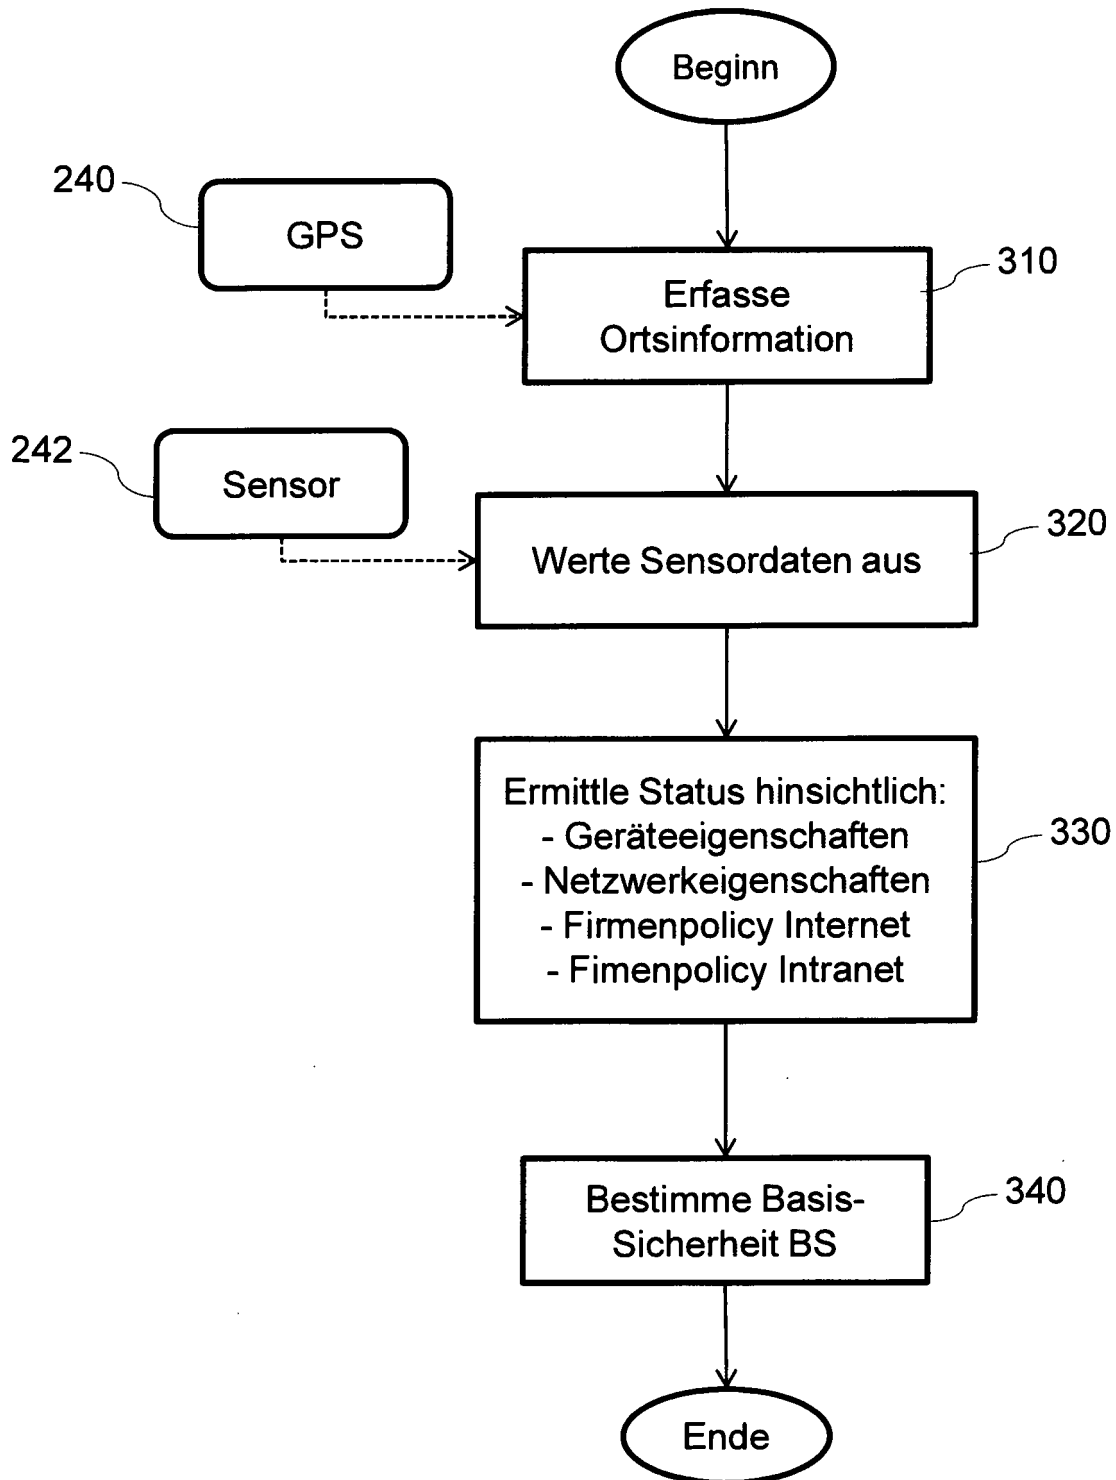 Beginn
240
GPS
310
Erfasse
Ortsinformation
242
Sensor
320
Werte Sensordaten aus
Ermittle Status hinsichtlich:
- Geräteeigenschaften
- Netzwerkeigenschaften
- Firmenpolicy Internet
- Fimenpolicy Intranet
330
Bestimme Basis-
Sicherheit BS
340
Ende